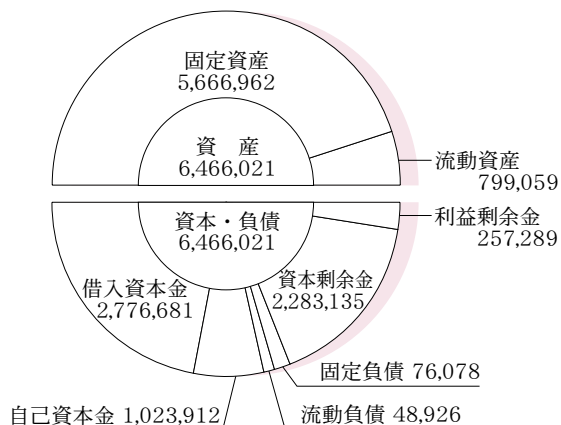 固定資産
5,666,962
資 産
6,466,021
流動資産
799,059
資本・負債
6,466,021
利益剰余金
257,289
借入資本金
2,776,681
資本剰余金
2,283,135
固定負債 76,078
自己資本金 1,023,912
流動負債 48,926